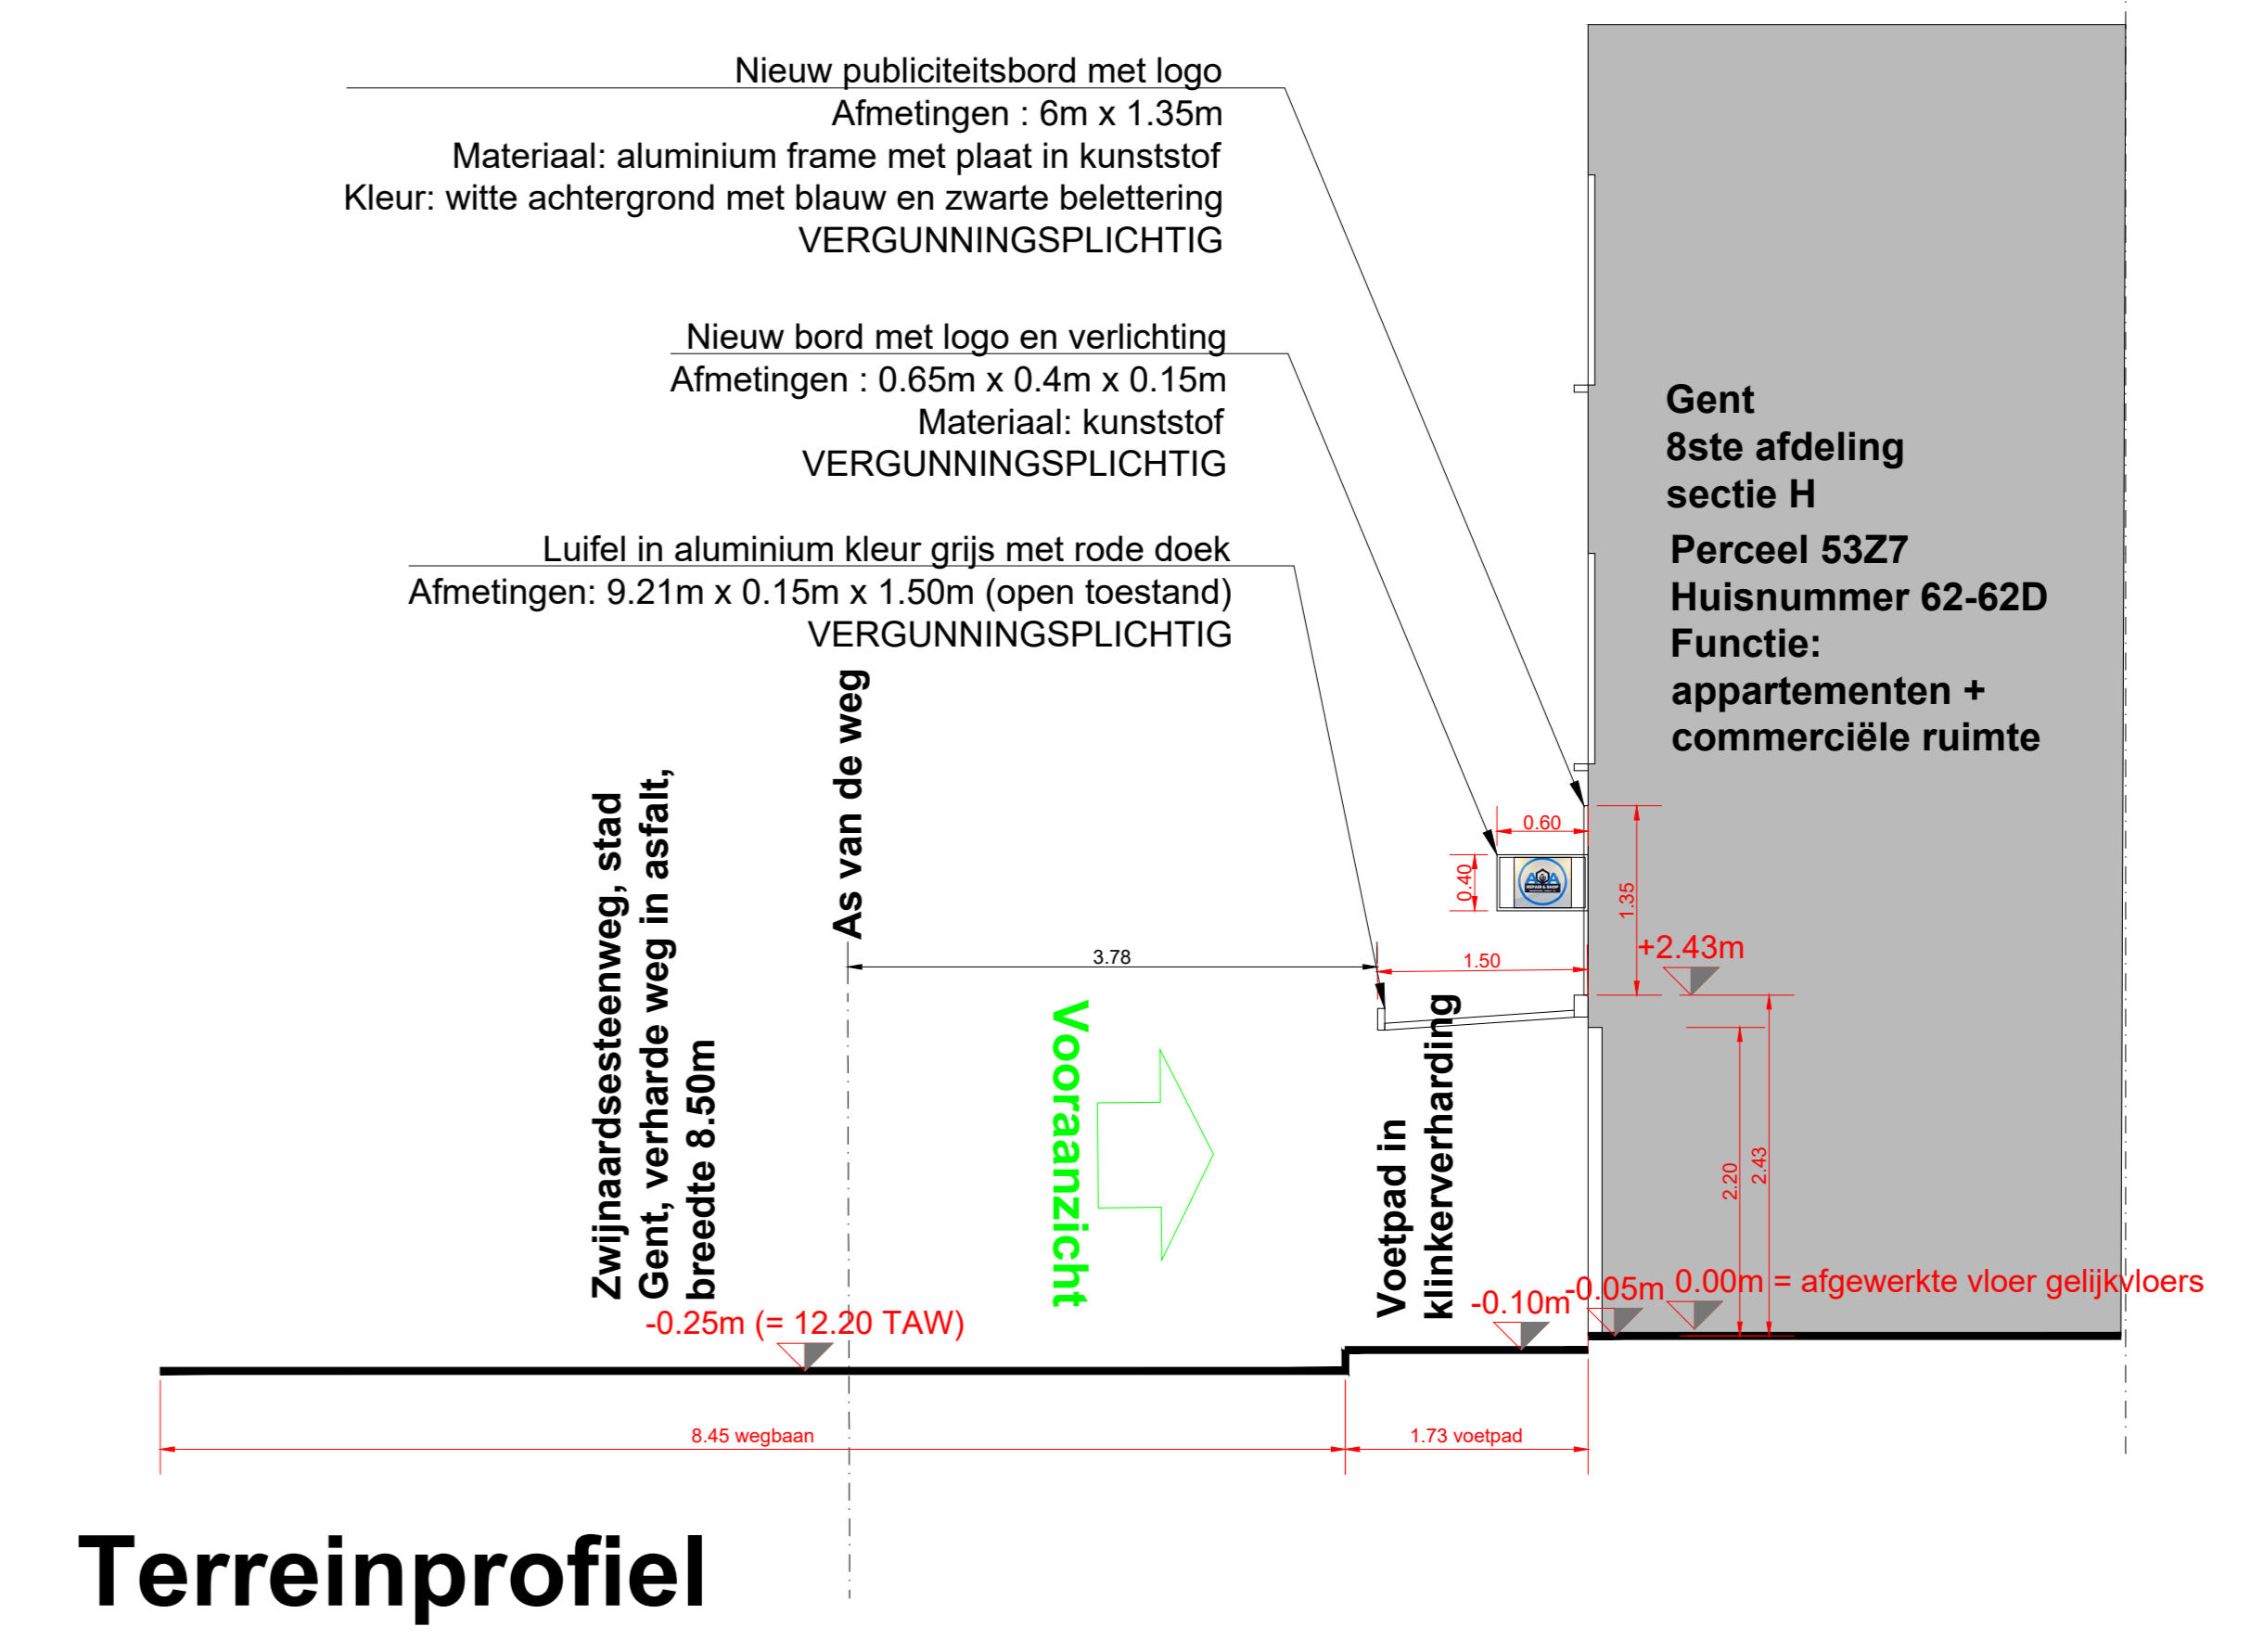 Nieuw publiciteitsbord met logo
Afmetingen : 6m x 1.35m
Materiaal: aluminium frame met plaat in kunststof
Kleur: witte achtergrond met blauw en zwarte belettering
VERGUNNINGSPLICHTIG
Nieuw bord met logo en verlichting
Afmetingen : 0.65m x 0.4m x 0.15m
Materiaal: kunststof
VERGUNNINGSPLICHTIG
Luifel in aluminium kleur grijs met rode doek
Afmetingen: 9.21m x 0.15m x 1.50m (open toestand)
VERGUNNINGSPLICHTIG
Gent
8ste afdeling
sectie H
Perceel 53Z7
Huisnummer 62-62D
Functie:
appartementen +
commerciële ruimte
Zwijnaardsesteenweg, stad
Gent, verharde weg in asfalt,
breedte 8.50m
As van de weg
Vooraanzicht
Voetpad in
klinkerverharding
0.60
0.40
REPAIR & SHOP
1.35
3.78
1.50
+2.43m
2.20
2.43
-0.25m (= 12.20 TAW)
-0.10m
-0.05m
0.00m = afgewerkte vloer gelijkvloers
8.45 wegbaan
1.73 voetpad
Terreinprofiel